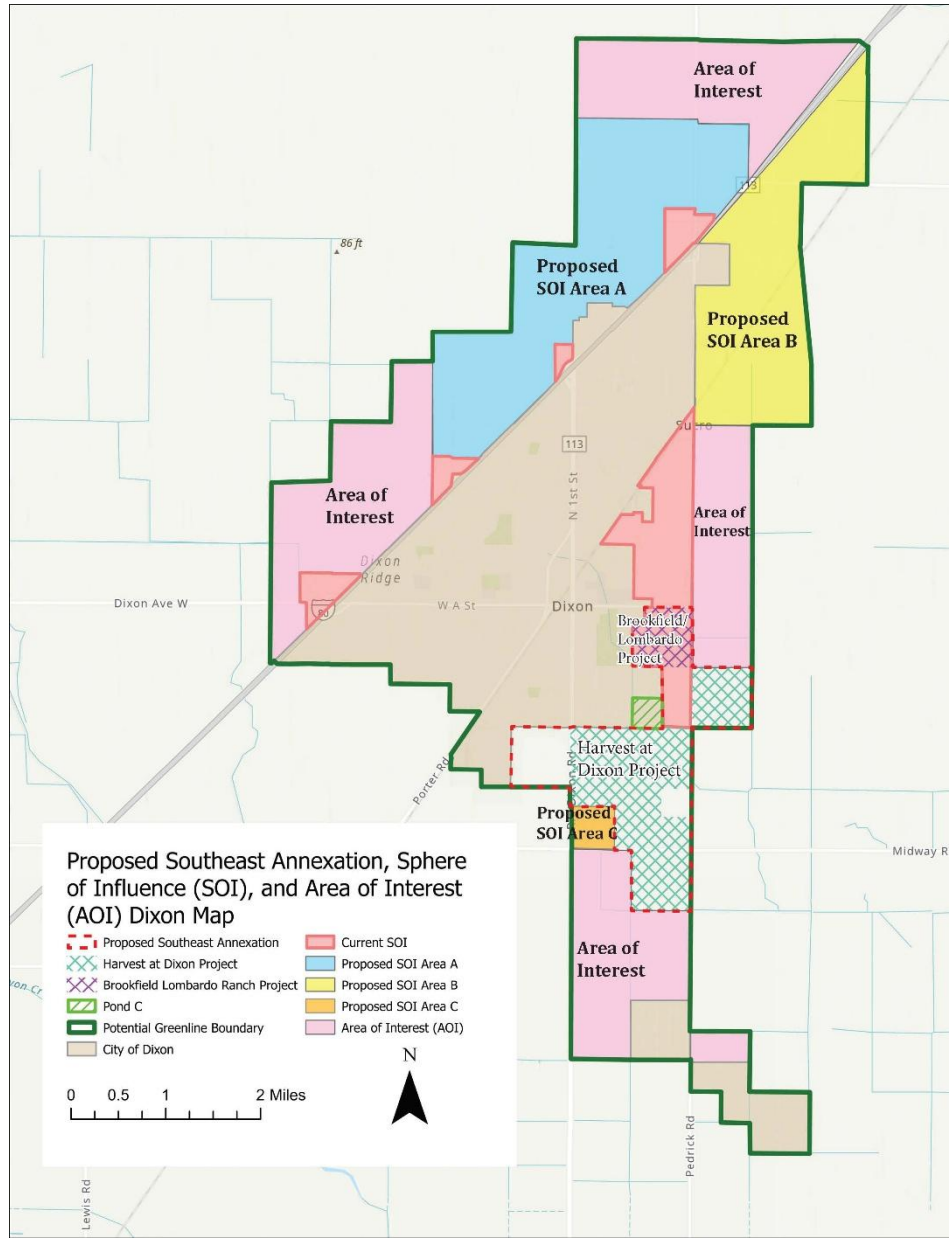 Area of
Interest
113
86 ft
Proposed
SOI Area A
Proposed
SOI Area B
113
N 1st St
Area of
Interest
Area of
Interest
Dixon
Ridge
80
Dixon Ave W
W A St
Dixon
Brookfield/
Lombardo
Project
Harvest at
Dixon Project
Porter Rd
Proposed
SOI Area C
Midway R
Area of
Interest
Pedrick Rd
Lewis Rd
Proposed Southeast Annexation, Sphere
of Influence (SOI), and Area of Interest
(AOI) Dixon Map
Proposed Southeast Annexation
Harvest at Dixon Project
Brookfield Lombardo Ranch Project
Pond C
Potential Greenline Boundary
City of Dixon
Current SOI
Proposed SOI Area A
Proposed SOI Area B
Proposed SOI Area C
Area of Interest (AOI)
N
0 0.5 1 2 Miles